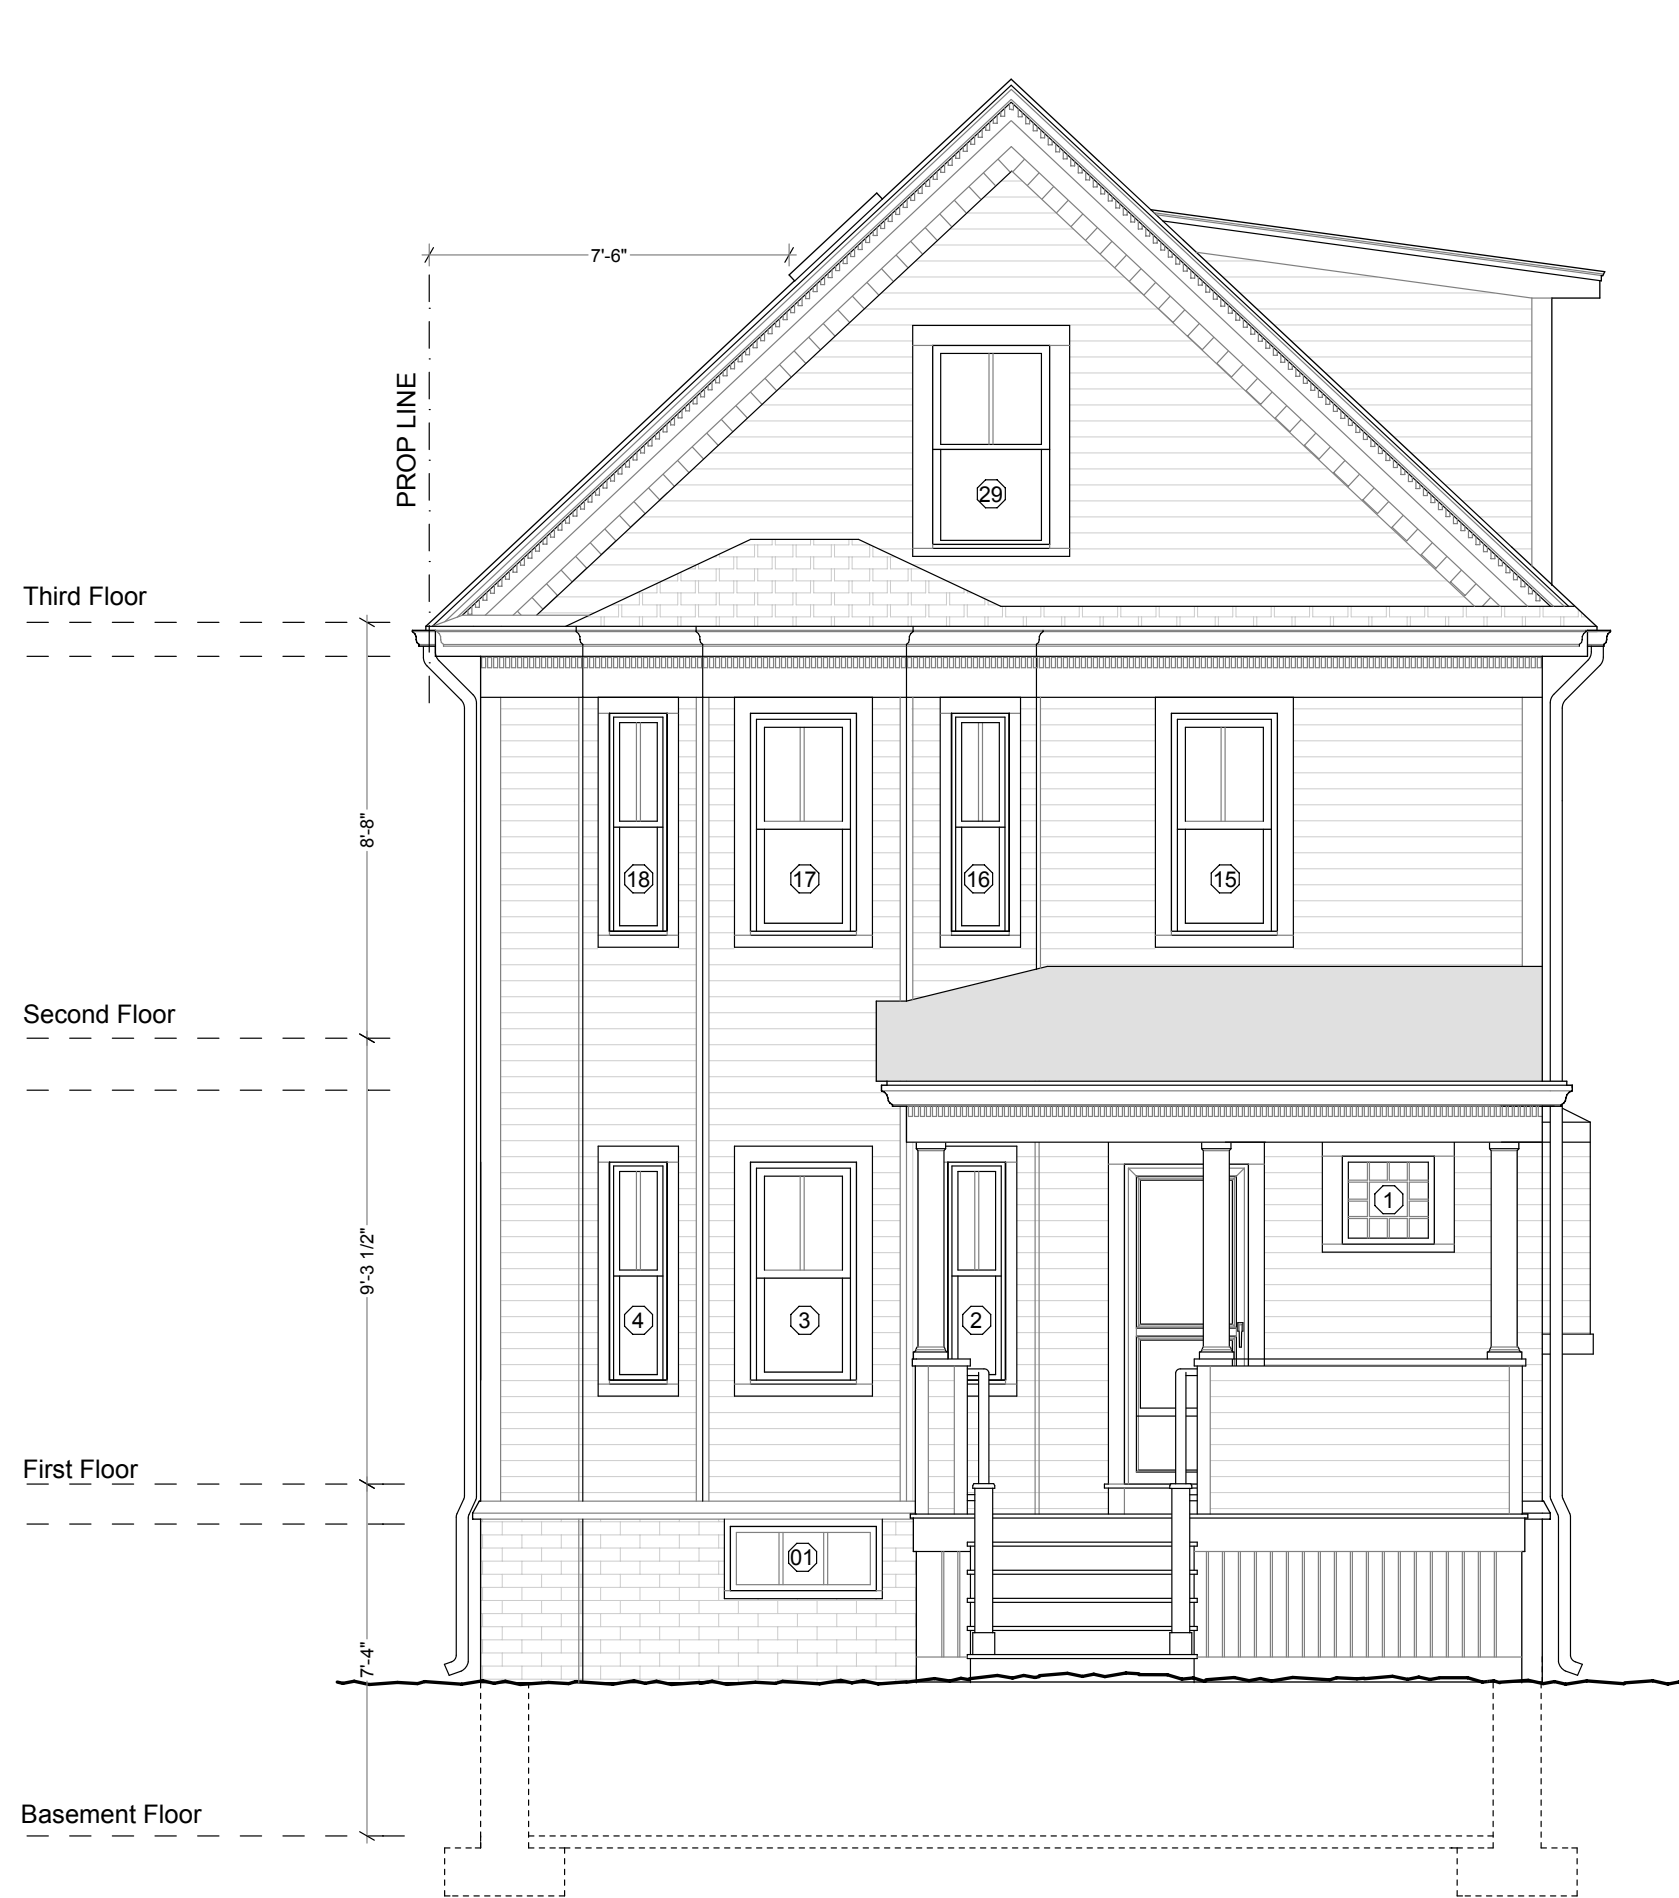 7'-6"
PROP LINE
29
Third Floor
8'-8"
18
17
16
15
Second Floor
9'-3 1/2"
1
4
3
2
First Floor
01
7'-4"
Basement Floor